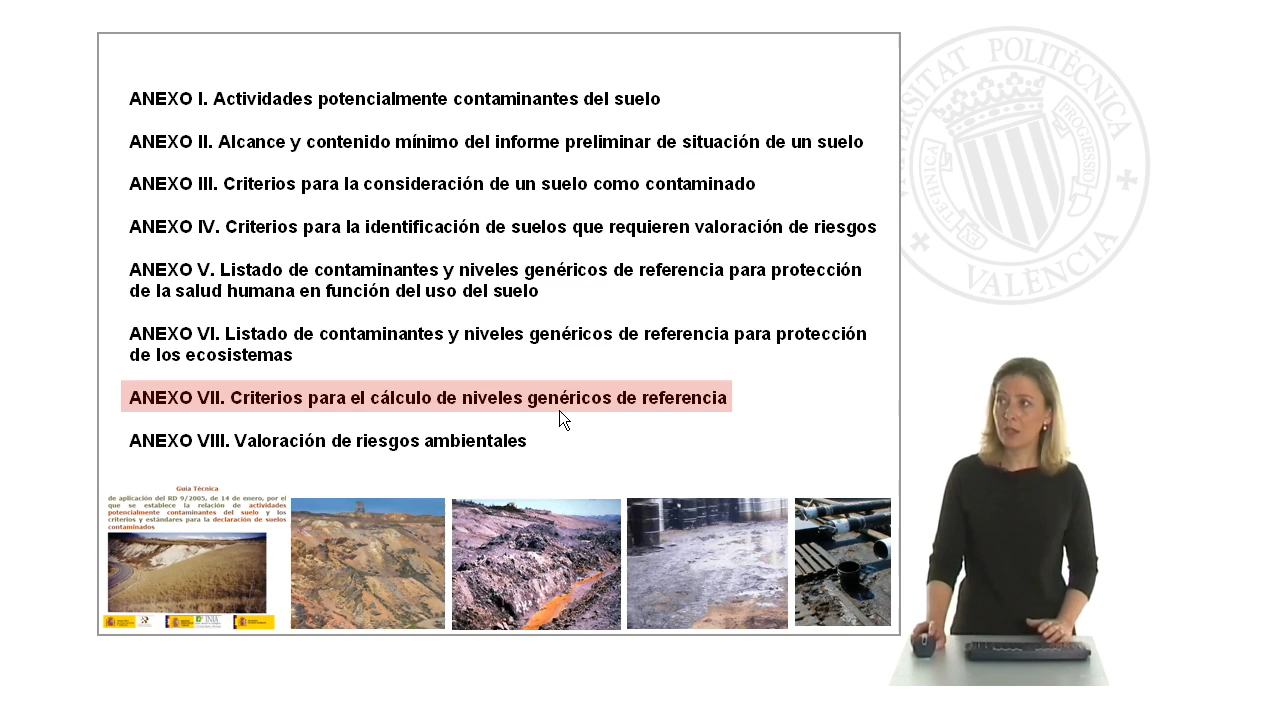 ANEXO I. Actividades potencialmente contaminantes del suelo
ANEXO II. Alcance y contenido mínimo del informe preliminar de situación de un suelo
ANEXO III. Criterios para la consideración de un suelo como contaminado
ANEXO IV. Criterios para la identificación de suelos que requieren valoración de riesgos
ANEXO V. Listado de contaminantes y niveles genéricos de referencia para protección
de la salud humana en función del uso del suelo
ANEXO VI. Listado de contaminantes y niveles genéricos de referencia para protección
de los ecosistemas
ANEXO VII. Criterios para el cálculo de niveles genéricos de referencia
ANEXO VIII. Valoración de riesgos ambientales
Guía Técnica
de aplicación del RD 9/2005, de 14 de enero, por el
que se establece la relación de actividades
potencialmente contaminantes del suelo y los
criterios y estándares para la declaración de suelos
contaminados
INIA
POLITÈCNICA
VALÈNCIA
PROGRESSIO